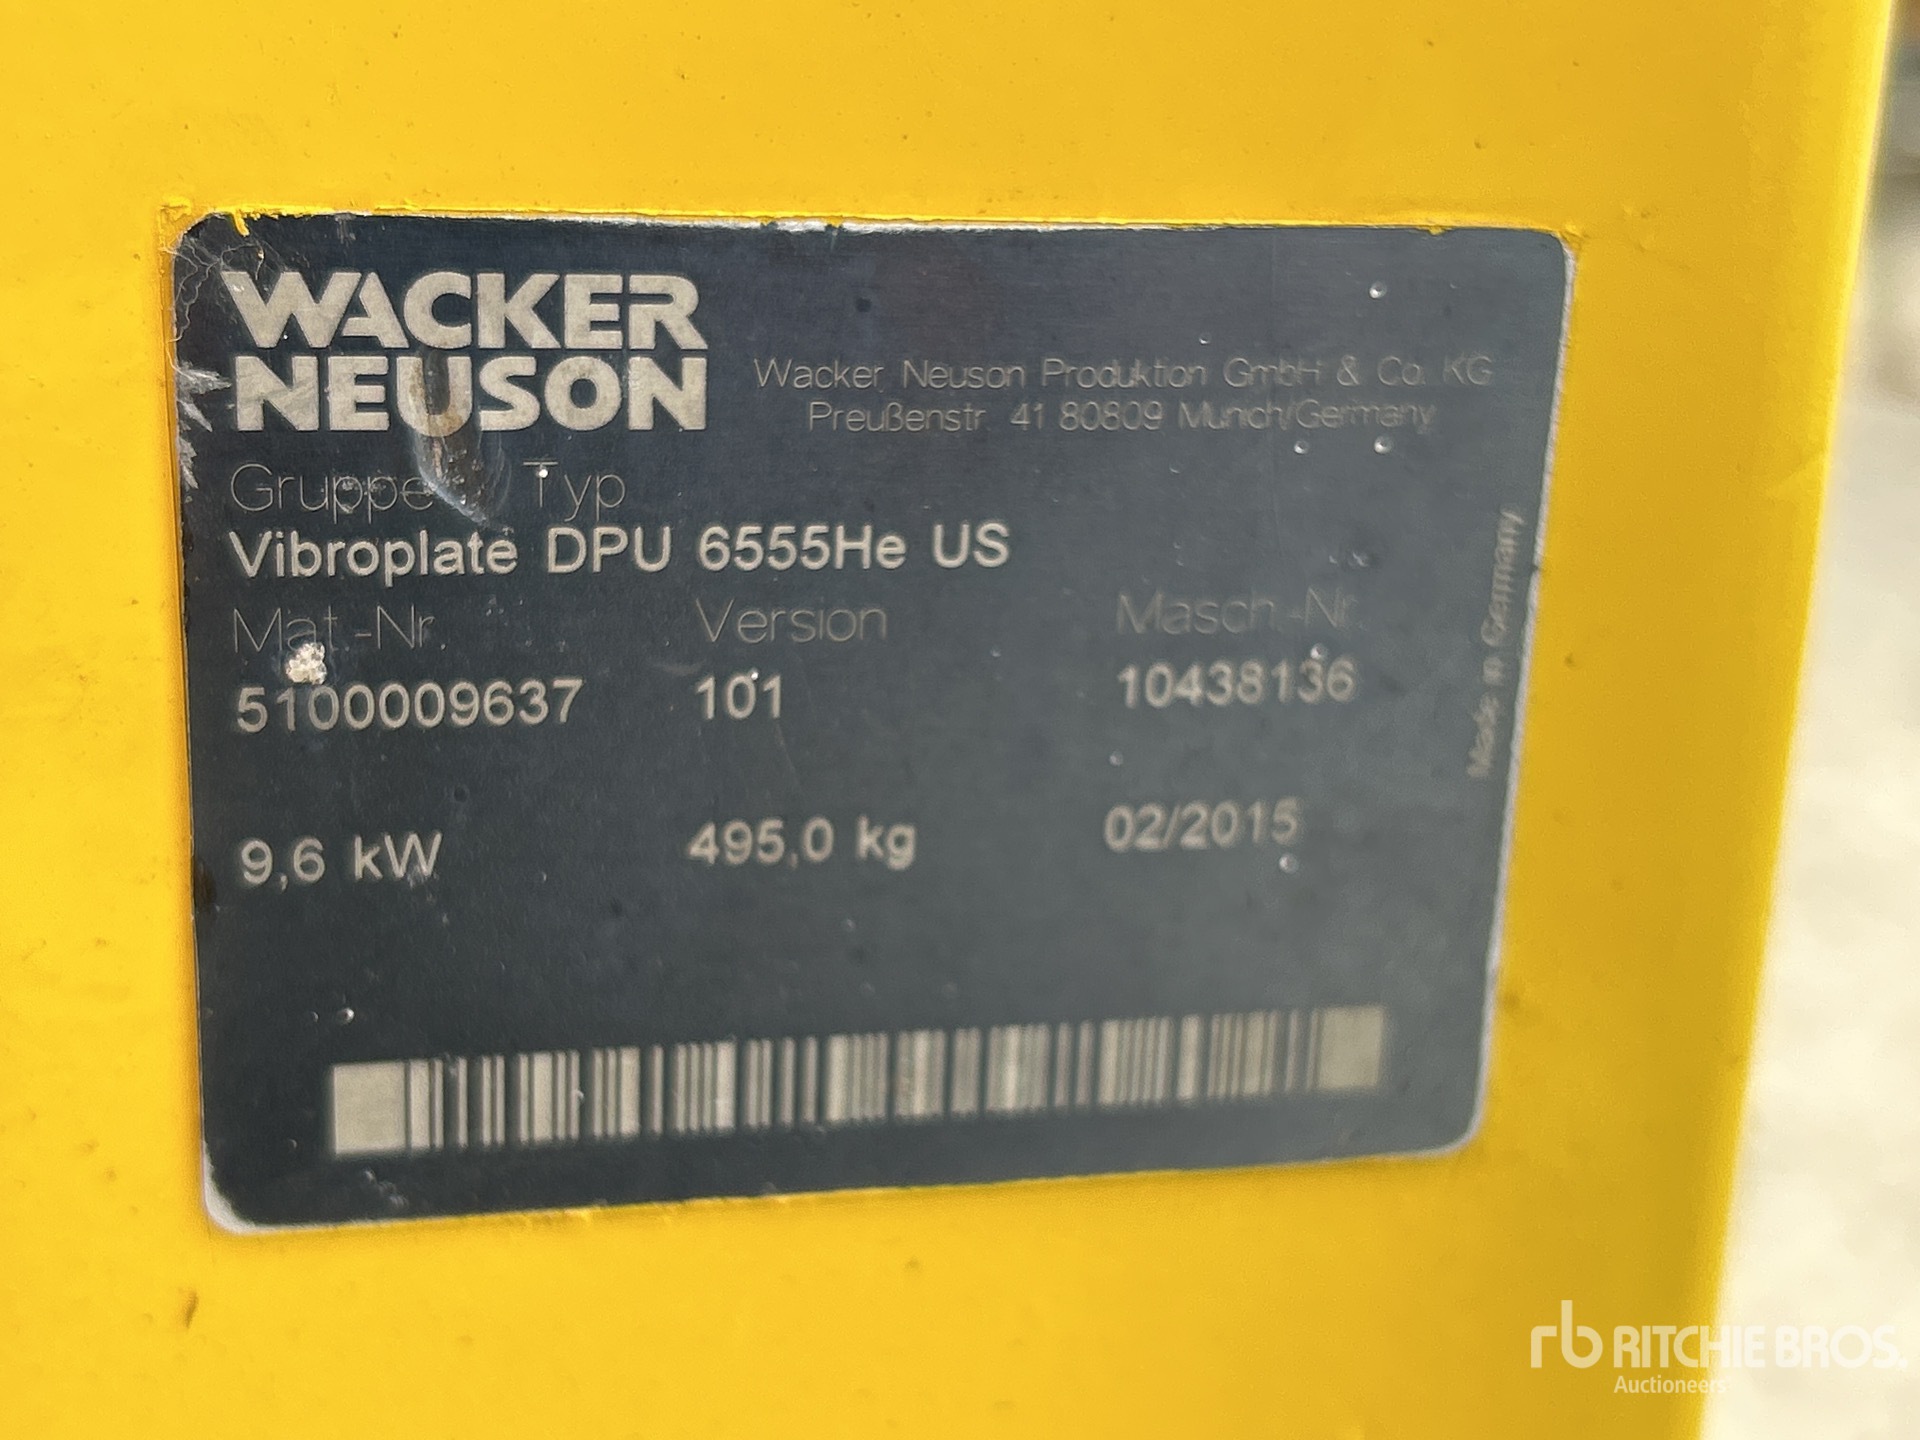 WACKER
NEUSON
Wacker Neuson Produktion GmbH & Co. KG
Preußenstr. 41 80809 Munich/Germany
Gruppe Typ
Vibroplate DPU 6555He US
Mat.-Nr. Version Masch.-Nr.
5100009637 101 10438136
9,6 kW 495,0 kg 02/2015
Made in Germany
rb RITCHIE BROS.
Auctioneers